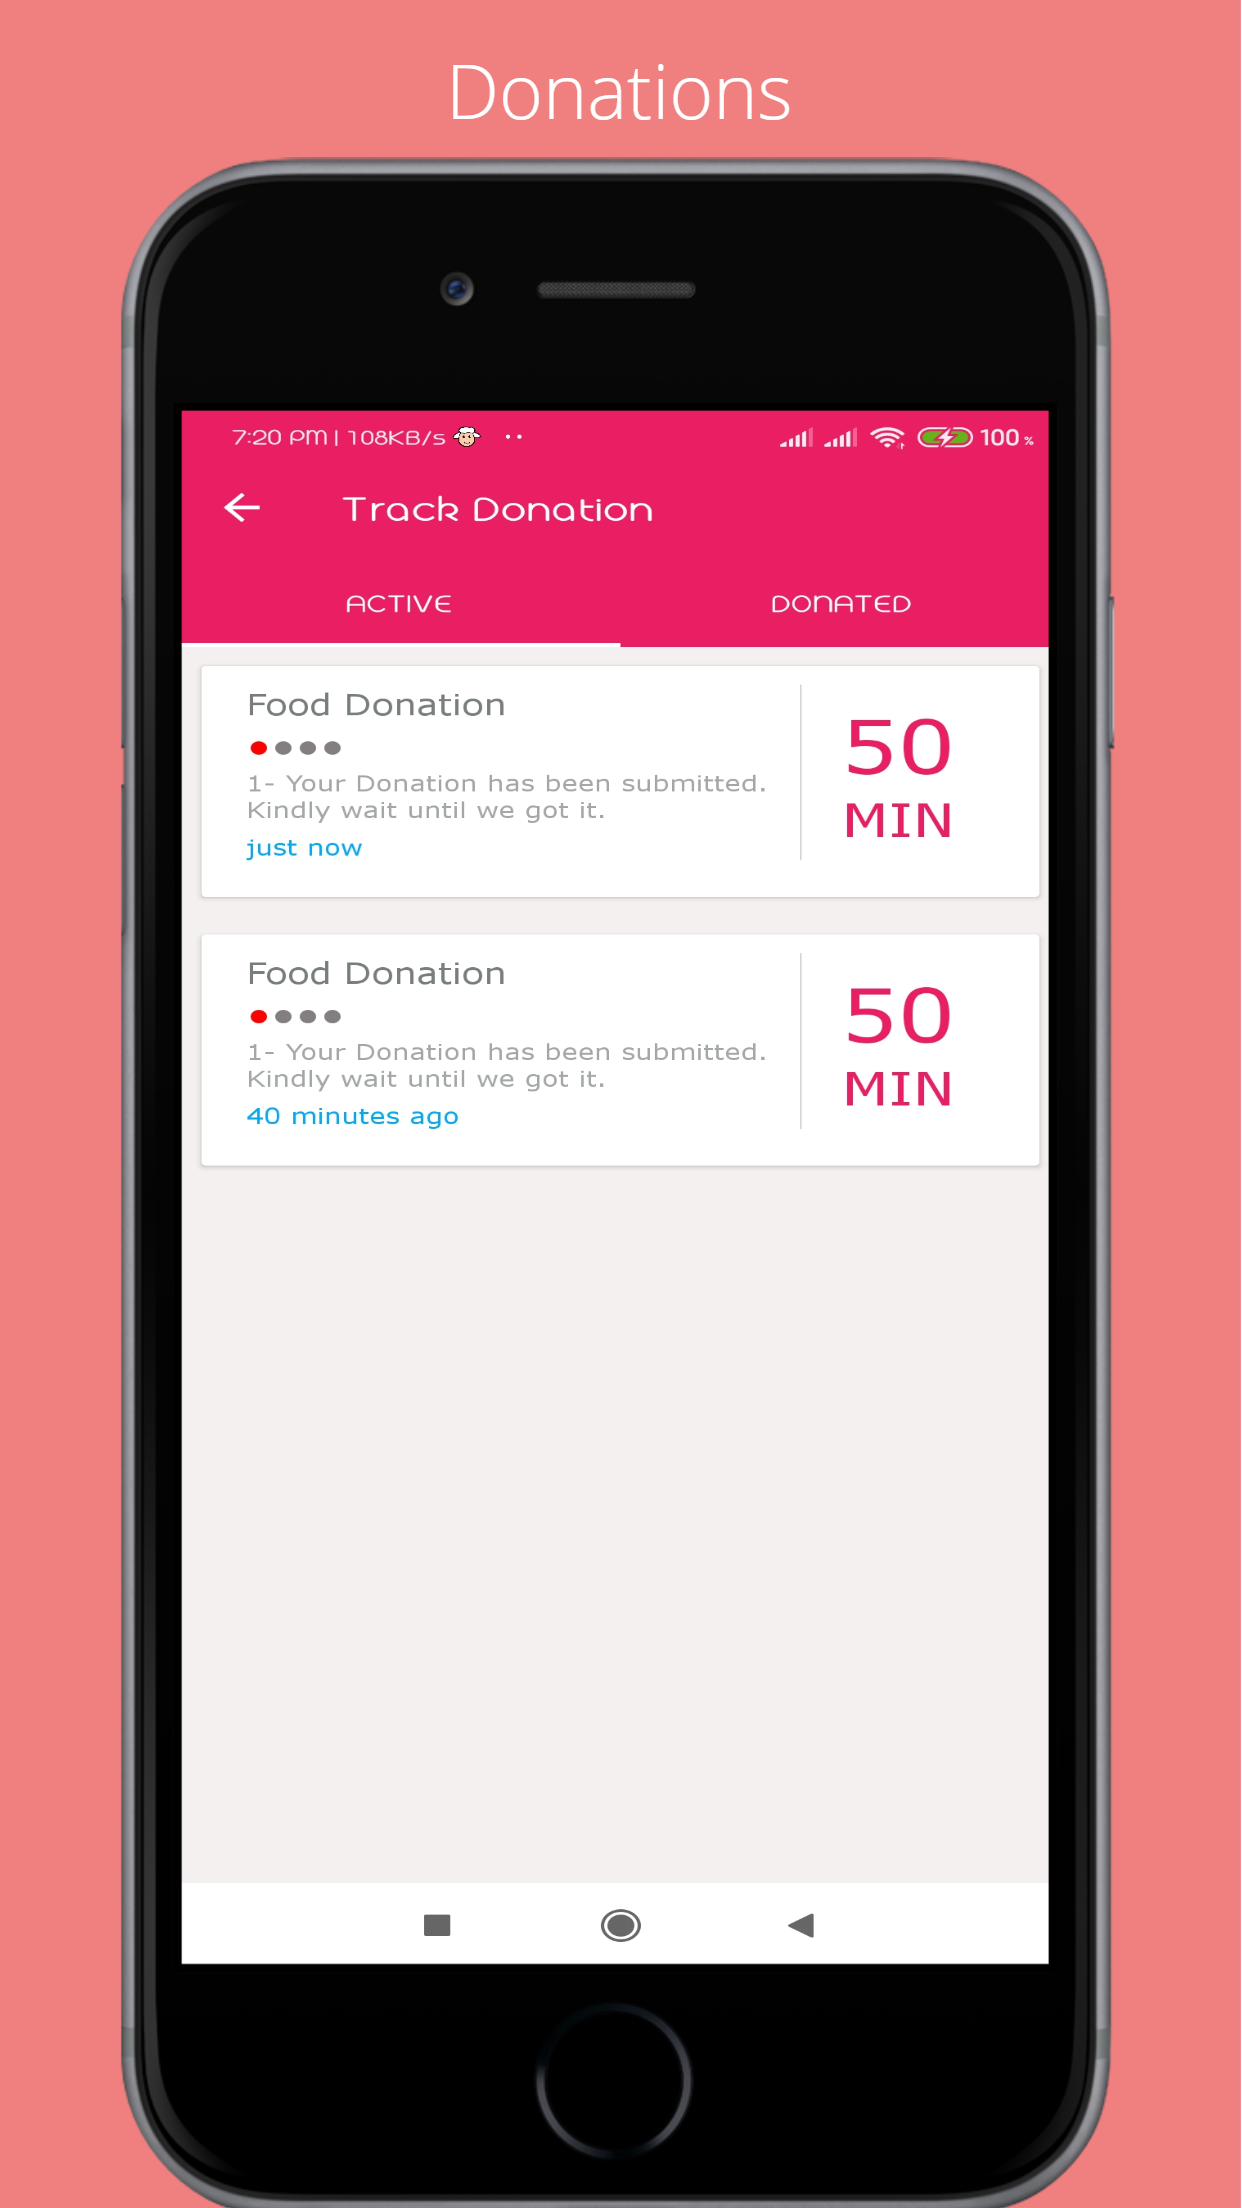 Donations
7:20 PM | 108KB/s
100 %
Track Donation
ACTIVE
DONATED
Food Donation
1- Your Donation has been submitted.
Kindly wait until we got it.
just now
50
MIN
Food Donation
1- Your Donation has been submitted.
Kindly wait until we got it.
40 minutes ago
50
MIN